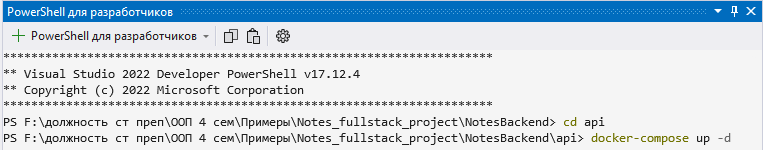 PowerShell для разработчиков
PowerShell для разработчиков
**********************************************************************
** Visual Studio 2022 Developer PowerShell v17.12.4
** Copyright (c) 2022 Microsoft Corporation
**********************************************************************
PS F:\должность ст преп\ООП 4 сем\Примеры\Notes_fullstack_project\NotesBackend> cd api
PS F:\должность ст преп\ООП 4 сем\Примеры\Notes_fullstack_project\NotesBackend\api> docker-compose up -d